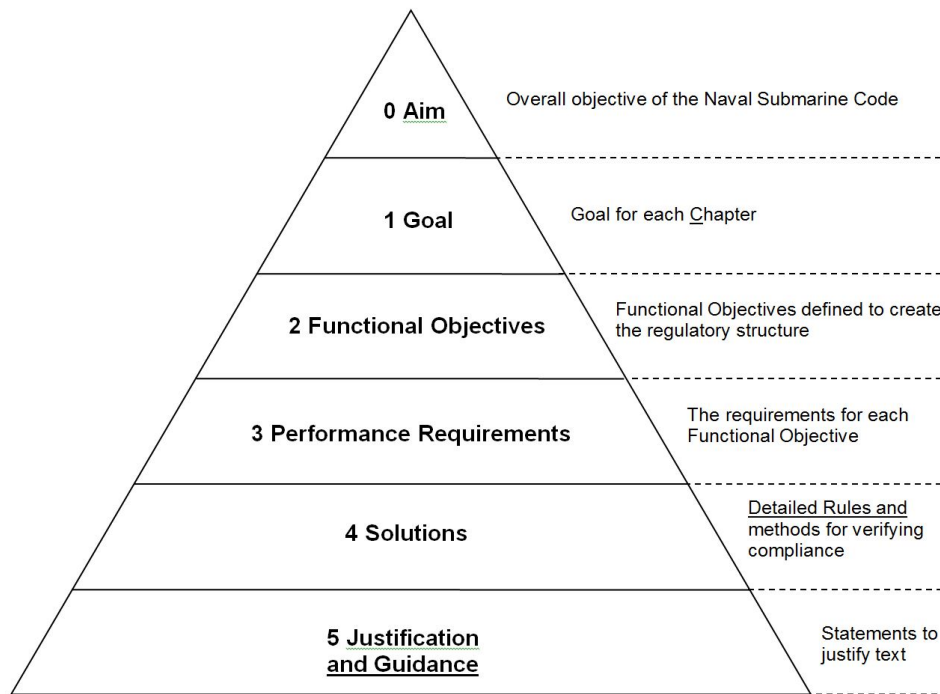 0 Aim
Overall objective of the Naval Submarine Code
1 Goal
Goal for each Chapter
2 Functional Objectives
Functional Objectives defined to create
the regulatory structure
3 Performance Requirements
The requirements for each
Functional Objective
4 Solutions
Detailed Rules and
methods for verifying
compliance
5 Justification
and Guidance
Statements to
justify text